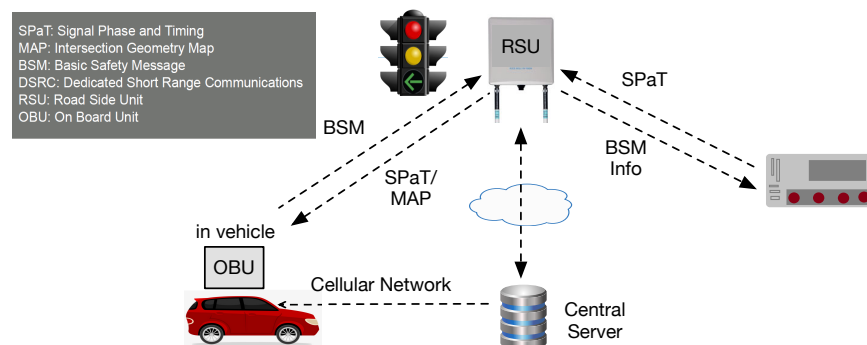 SPaT: Signal Phase and Timing
MAP: Intersection Geometry Map
BSM: Basic Safety Message
DSRC: Dedicated Short Range Communications
RSU: Road Side Unit
OBU: On Board Unit
RSU
SPaT
BSM
BSM
Info
SPaT/
MAP
in vehicle
OBU
Cellular Network
Central
Server